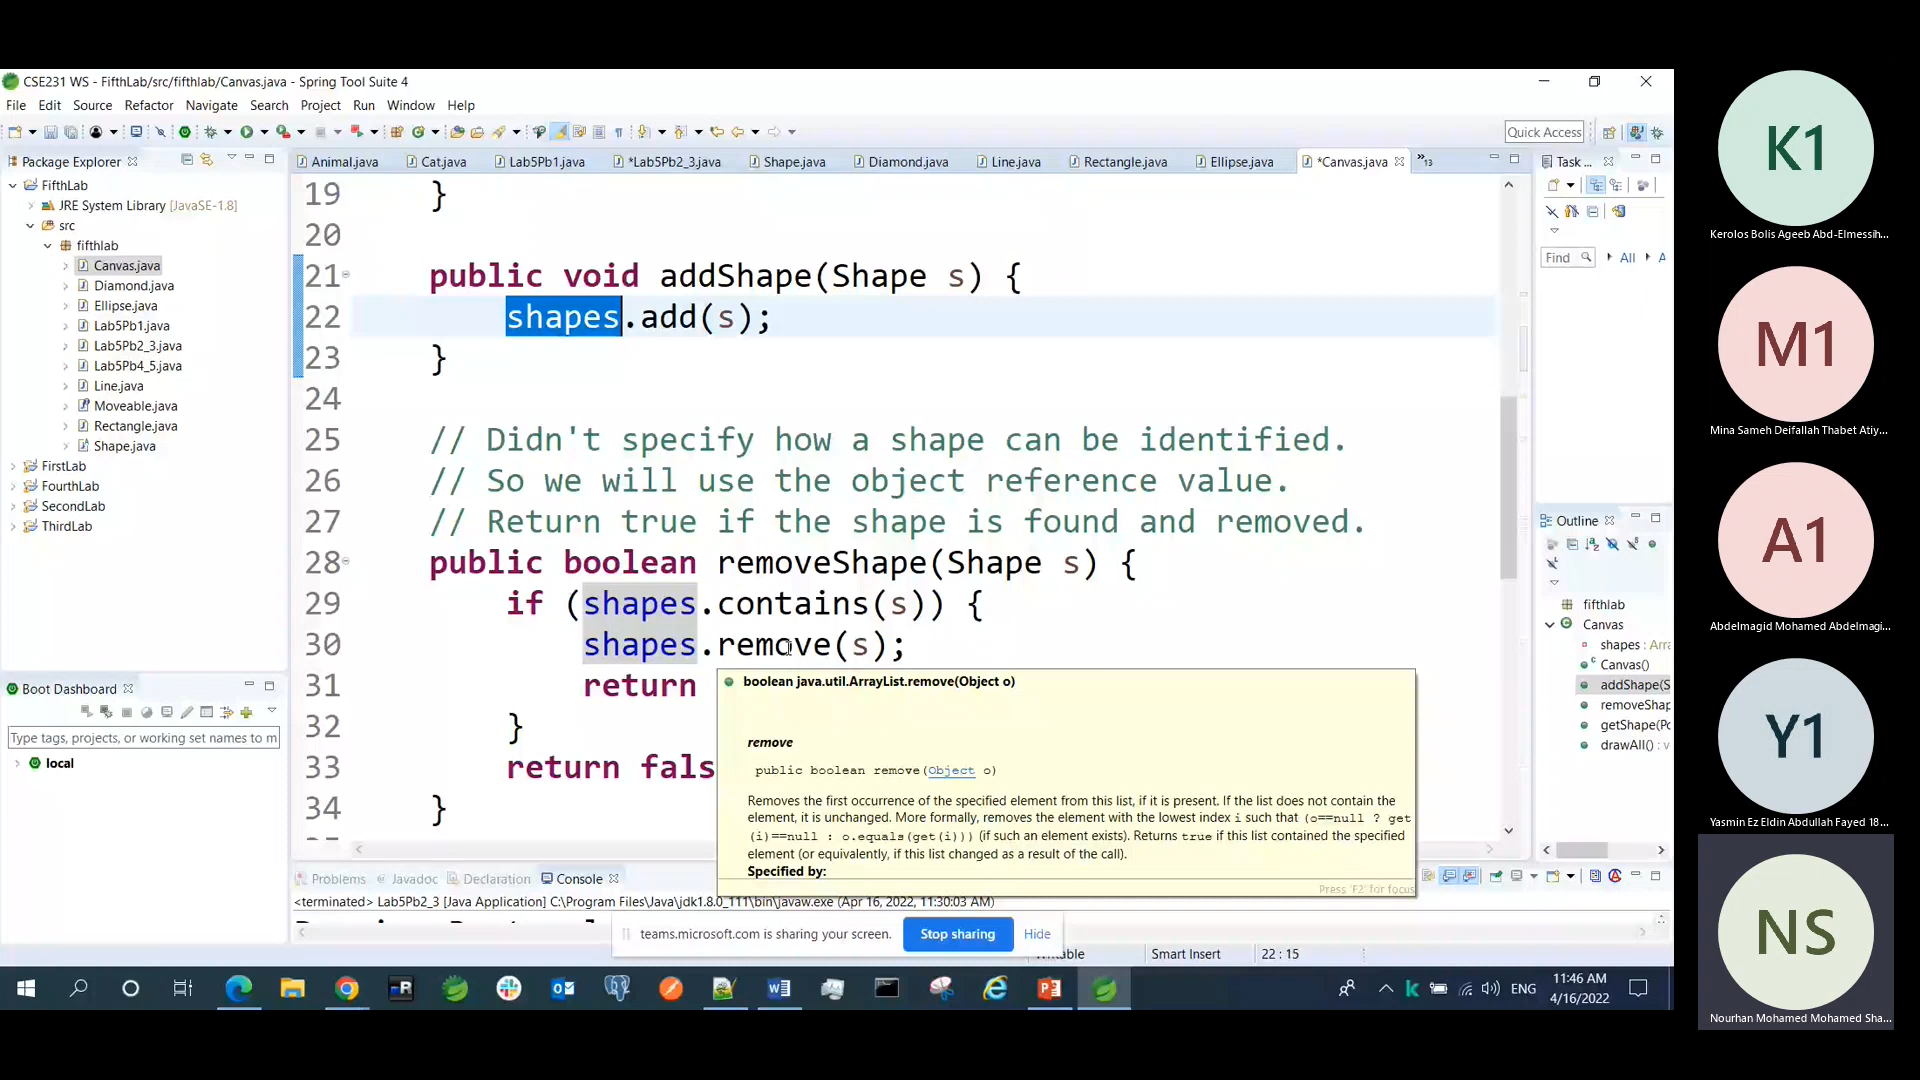 CSE231 WS - FifthLab/src/fifthlab/Canvas.java - Spring Tool Suite 4
File Edit Source Refactor Navigate Search Project Run Window Help
Quick Access
Package Explorer
FifthLab
JRE System Library [JavaSE-1.8]
src
fifthlab
Canvas.java
Diamond.java
Ellipse.java
Lab5Pb1.java
Lab5Pb2_3.java
Lab5Pb4_5.java
Line.java
Moveable.java
Rectangle.java
Shape.java
FirstLab
FourthLab
SecondLab
ThirdLab
Boot Dashboard
Type tags, projects, or working set names to m
local
Animal.java Cat.java Lab5Pb1.java *Lab5Pb2_3.java Shape.java Diamond.java Line.java Rectangle.java Ellipse.java *Canvas.java »13
19 }
20
21 public void addShape(Shape s) {
22 shapes.add(s);
23 }
24
25 // Didn't specify how a shape can be identified.
26 // So we will use the object reference value.
27 // Return true if the shape is found and removed.
28 public boolean removeShape(Shape s) {
29 if (shapes.contains(s)) {
30 shapes.remove(s);
31 return
32 }
33 return fals
34 }
boolean java.util.ArrayList.remove(Object o)
remove
public boolean remove(Object o)
Removes the first occurrence of the specified element from this list, if it is present. If the list does not contain the
element, it is unchanged. More formally, removes the element with the lowest index i such that (o==null ? get
(i)==null : o.equals(get(i))) (if such an element exists). Returns true if this list contained the specified
element (or equivalently, if this list changed as a result of the call).
Specified by:
Press 'F2' for focus
Problems Javadoc Declaration Console
<terminated> Lab5Pb2_3 [Java Application] C:\Program Files\Java\jdk1.8.0_111\bin\javaw.exe (Apr 16, 2022, 11:30:03 AM)
teams.microsoft.com is sharing your screen. Stop sharing Hide
Smart Insert 22 : 15
Task ...
Find All A
Outline
fifthlab
Canvas
shapes : Arra
Canvas()
addShape(S
removeShap
getShape(Po
drawAll() : v
ENG
11:46 AM
4/16/2022
K1
Kerolos Bolis Ageeb Abd-Elmessih...
M1
Mina Sameh Deifallah Thabet Atiy...
A1
Abdelmagid Mohamed Abdelmagi...
Y1
Yasmin Ez Eldin Abdullah Fayed 18...
NS
Nourhan Mohamed Mohamed Sha...